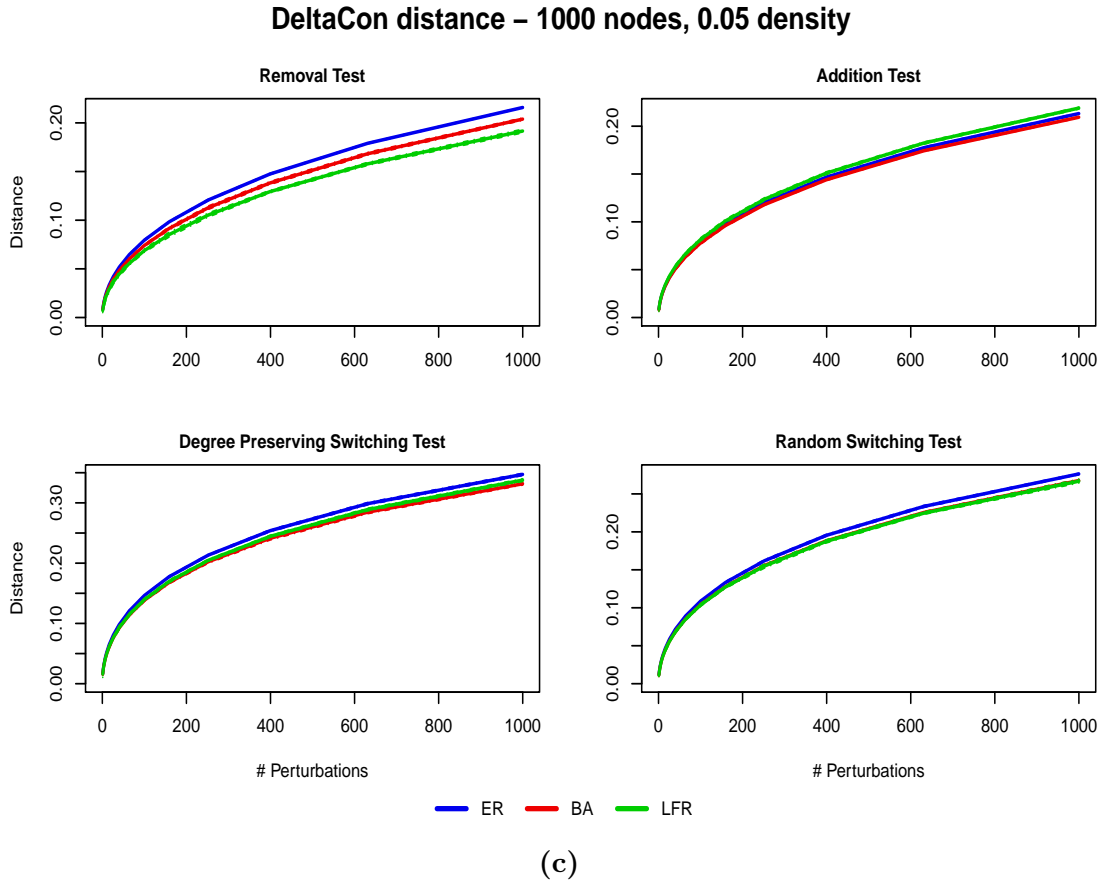 DeltaCon distance – 1000 nodes, 0.05 density
Removal Test
Addition Test
Distance
0.00 0.10 0.20
0.00 0.10 0.20
0 200 400 600 800 1000
0 200 400 600 800 1000
Degree Preserving Switching Test
Random Switching Test
Distance
0.00 0.10 0.20 0.30
0.00 0.10 0.20
0 200 400 600 800 1000
0 200 400 600 800 1000
# Perturbations
# Perturbations
ER BA LFR
(c)